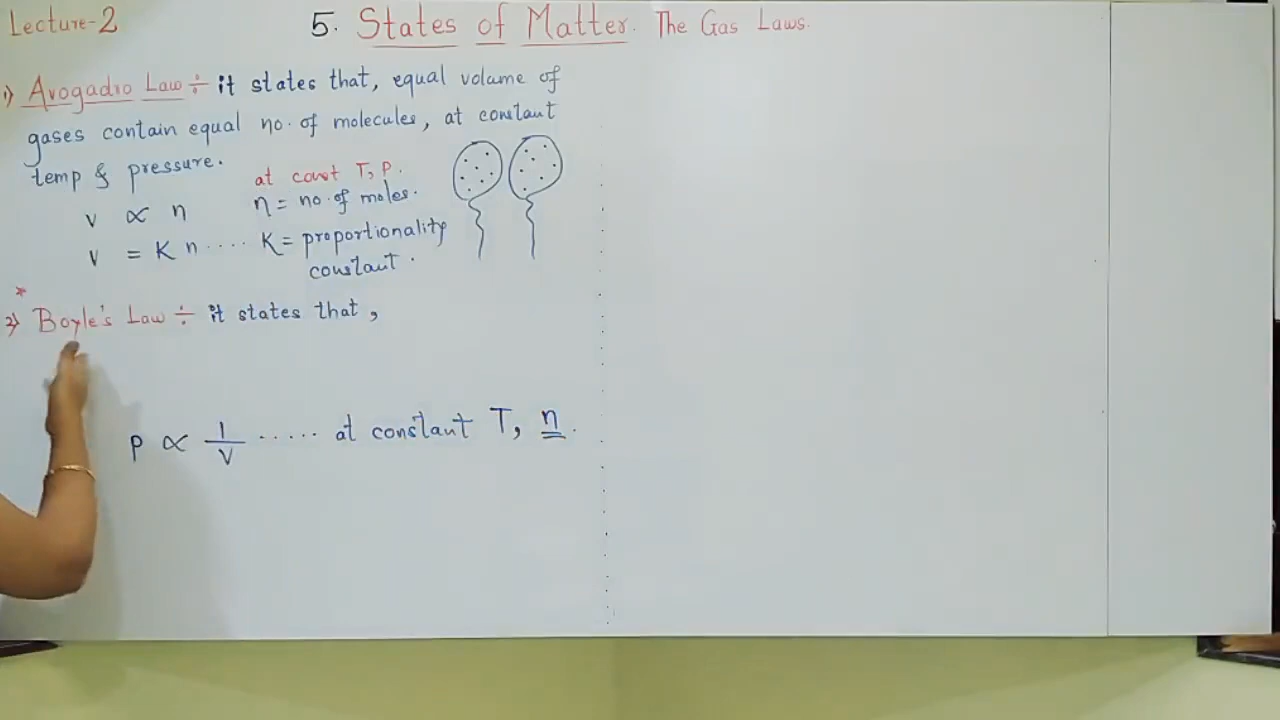 Lecture-2
5. States of Matter. The Gas Laws.
1) Avogadro Law ÷ it states that, equal volume of
gases contain equal no. of molecules, at constant
temp & pressure.
at const T, P.
V ∝ n
n = no. of moles.
V = K n .... K = proportionality
constant.
*
2) Boyle's Law ÷ it states that,
P ∝ 1/V ..... at constant T, n.